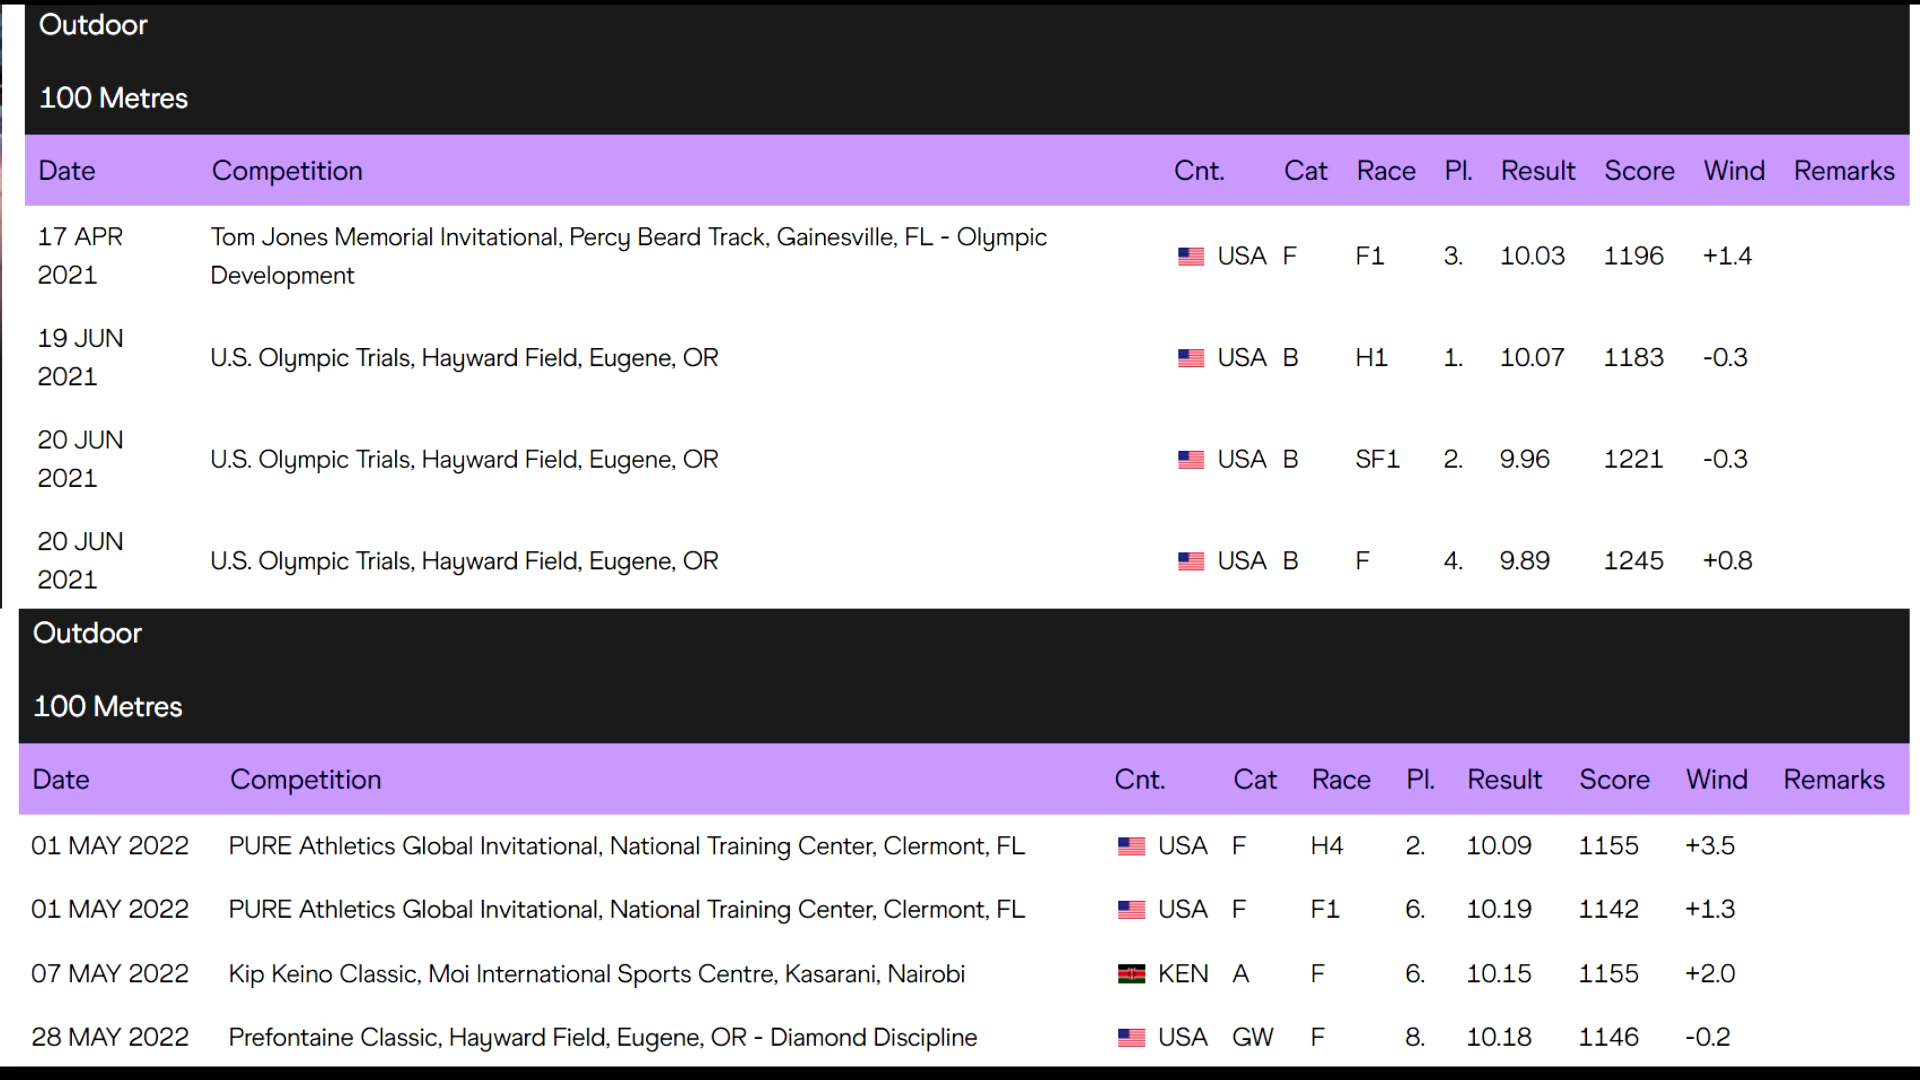 Outdoor
100 Metres
Date Competition Cnt. Cat Race Pl. Result Score Wind Remarks
17 APR 2021 Tom Jones Memorial Invitational, Percy Beard Track, Gainesville, FL - Olympic Development USA F F1 3. 10.03 1196 +1.4
19 JUN 2021 U.S. Olympic Trials, Hayward Field, Eugene, OR USA B H1 1. 10.07 1183 -0.3
20 JUN 2021 U.S. Olympic Trials, Hayward Field, Eugene, OR USA B SF1 2. 9.96 1221 -0.3
20 JUN 2021 U.S. Olympic Trials, Hayward Field, Eugene, OR USA B F 4. 9.89 1245 +0.8
Outdoor
100 Metres
Date Competition Cnt. Cat Race Pl. Result Score Wind Remarks
01 MAY 2022 PURE Athletics Global Invitational, National Training Center, Clermont, FL USA F H4 2. 10.09 1155 +3.5
01 MAY 2022 PURE Athletics Global Invitational, National Training Center, Clermont, FL USA F F1 6. 10.19 1142 +1.3
07 MAY 2022 Kip Keino Classic, Moi International Sports Centre, Kasarani, Nairobi KEN A F 6. 10.15 1155 +2.0
28 MAY 2022 Prefontaine Classic, Hayward Field, Eugene, OR - Diamond Discipline USA GW F 8. 10.18 1146 -0.2